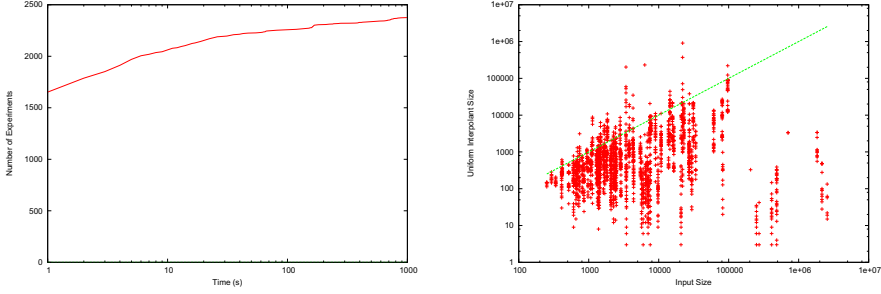 2500
2000
1500
1000
500
0
1
10
100
1000
Number of Experiments
Time (s)
1e+07
1e+06
100000
10000
1000
100
10
1
100
1000
10000
100000
1e+06
1e+07
Uniform Interpolant Size
Input Size